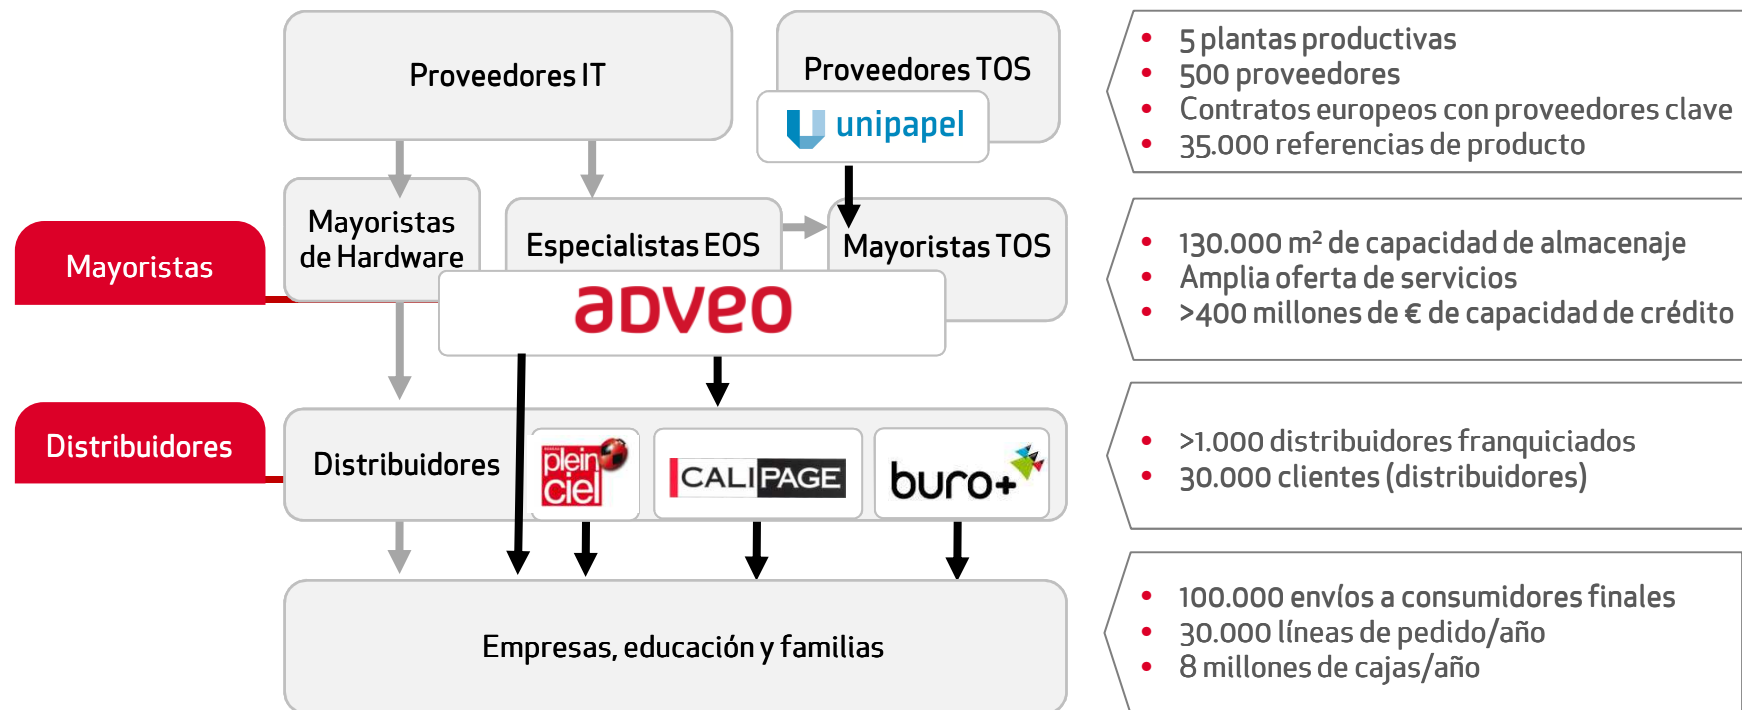 Proveedores IT
Proveedores TOS
unipapel
• 5 plantas productivas
• 500 proveedores
• Contratos europeos con proveedores clave
• 35.000 referencias de producto
Mayoristas
Mayoristas
de Hardware
Especialistas EOS
Mayoristas TOS
adveo
• 130.000 m² de capacidad de almacenaje
• Amplia oferta de servicios
• >400 millones de € de capacidad de crédito
Distribuidores
Distribuidores
plein
ciel
CALIPAGE
buro+
• >1.000 distribuidores franquiciados
• 30.000 clientes (distribuidores)
Empresas, educación y familias
• 100.000 envíos a consumidores finales
• 30.000 líneas de pedido/año
• 8 millones de cajas/año